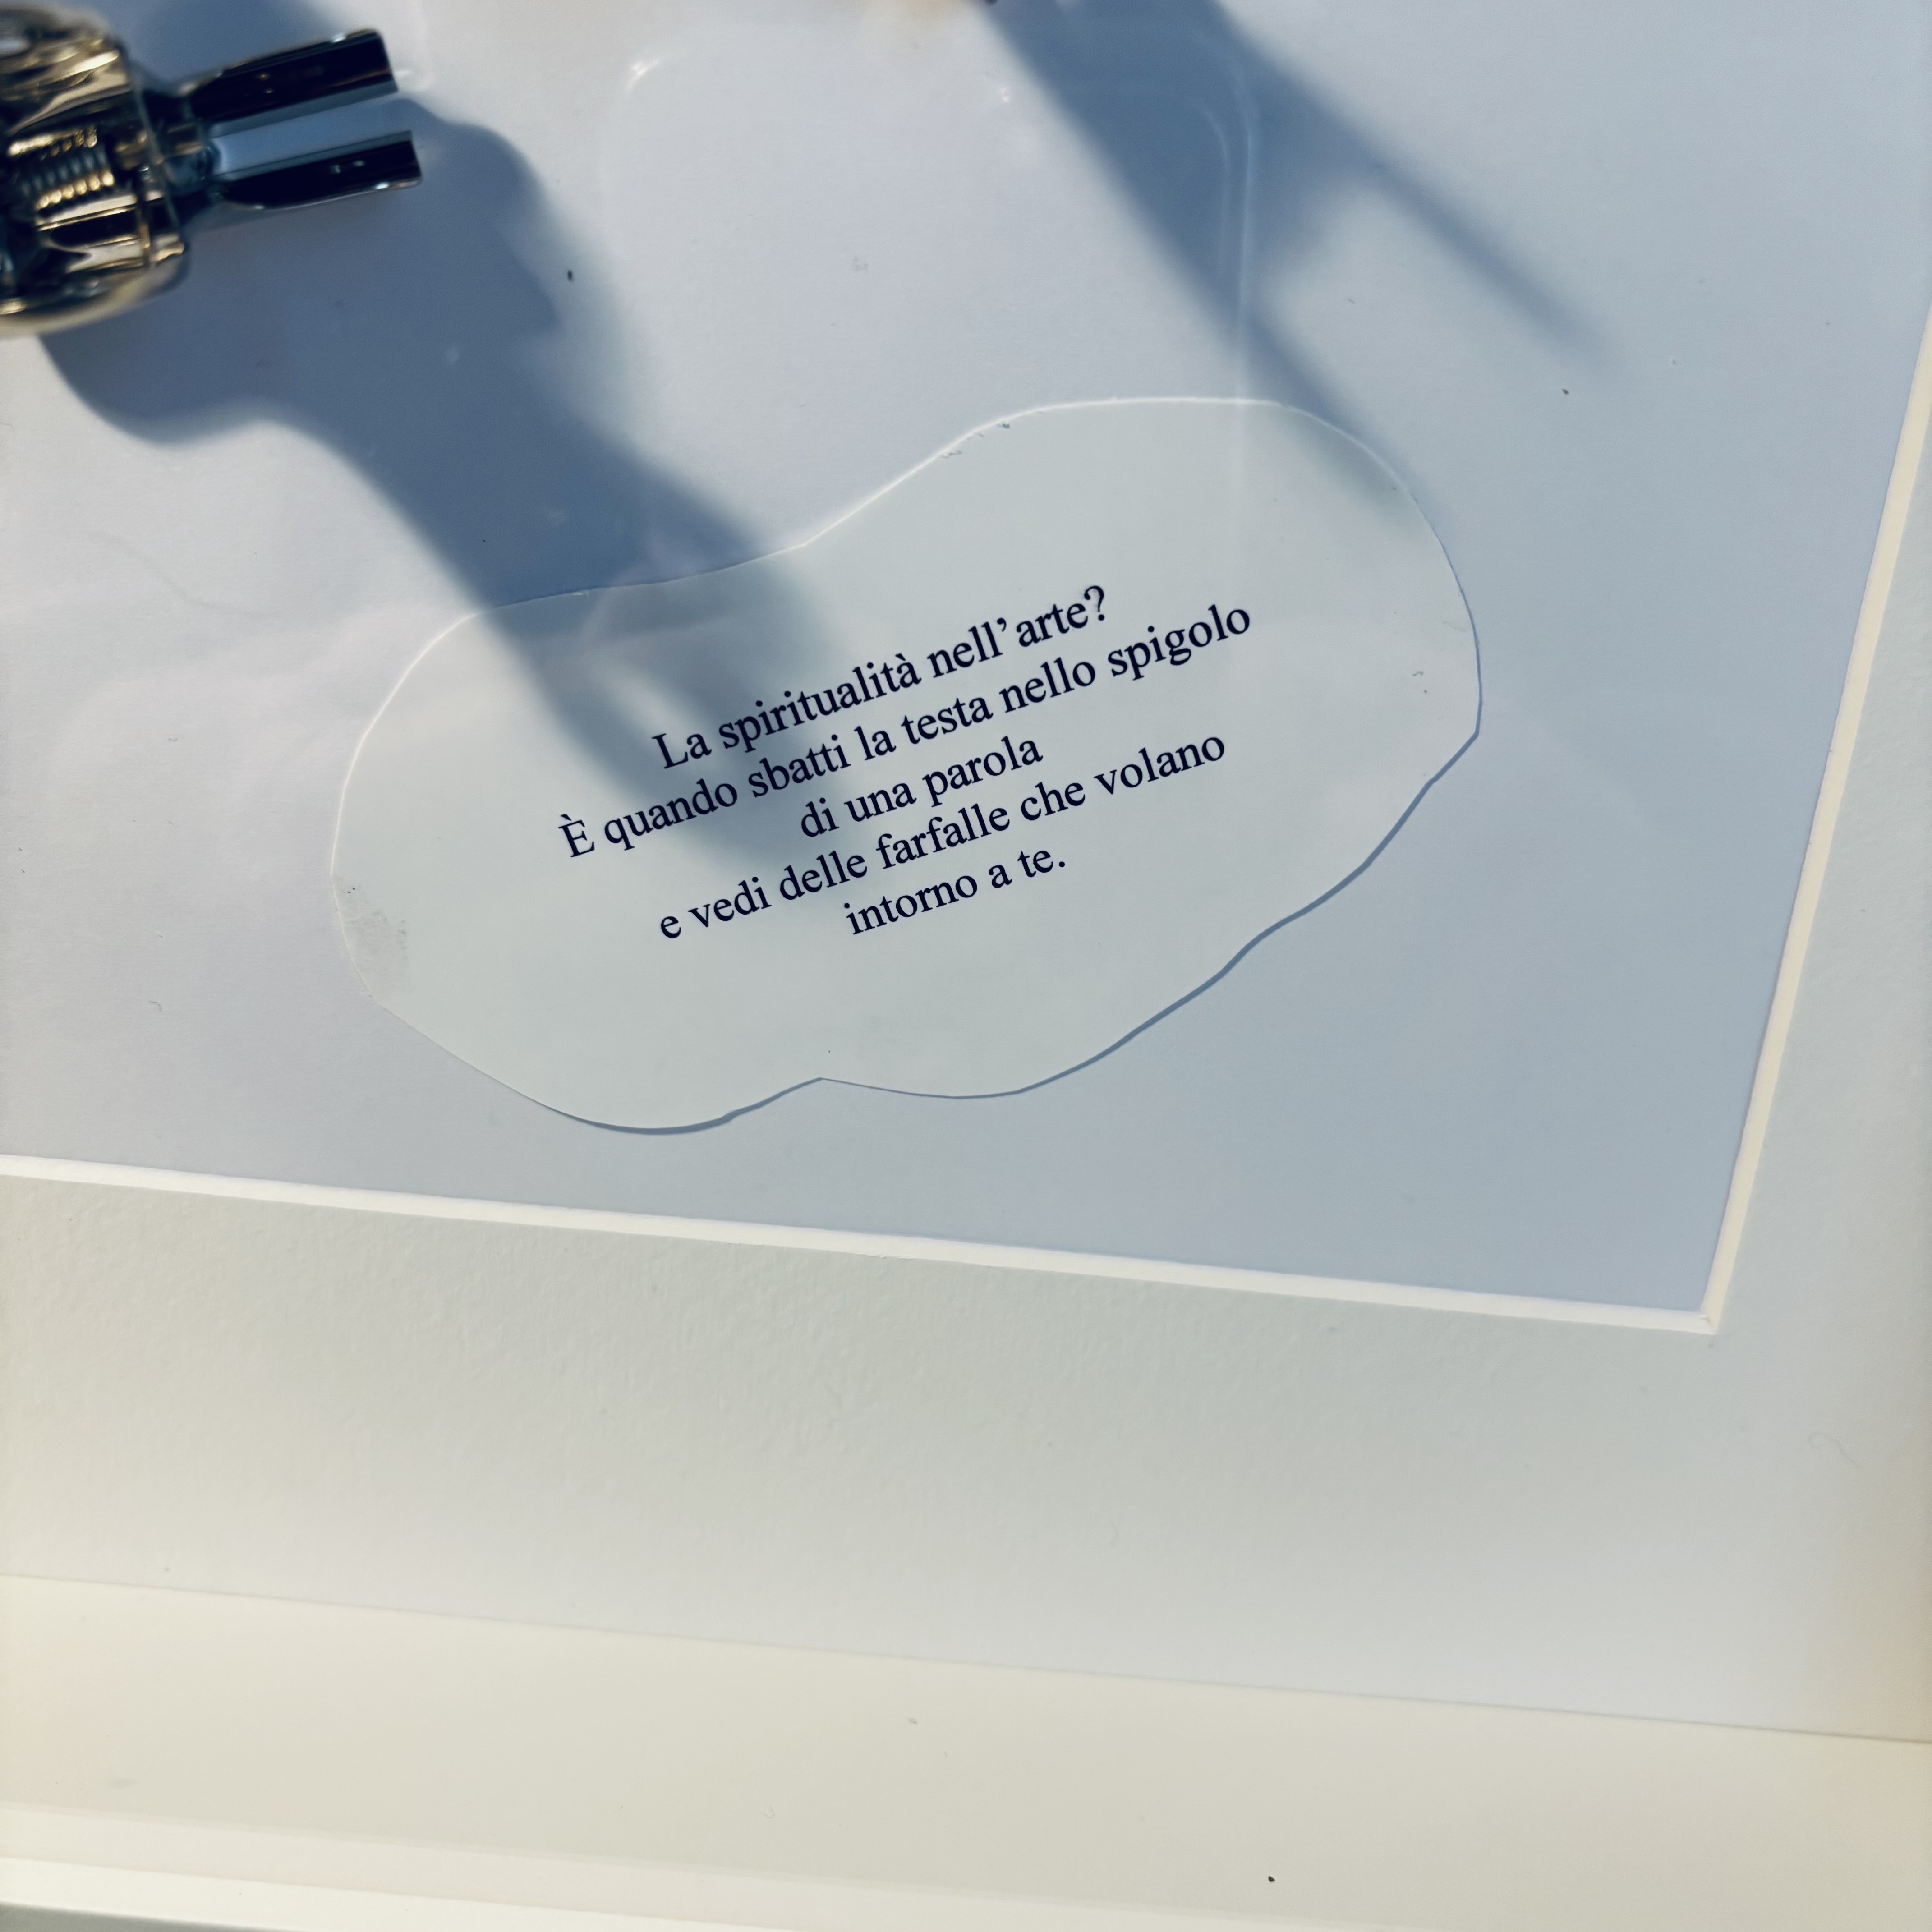 La spiritualità nell’arte?
È quando sbatti la testa nello spigolo
di una parola
e vedi delle farfalle che volano
intorno a te.